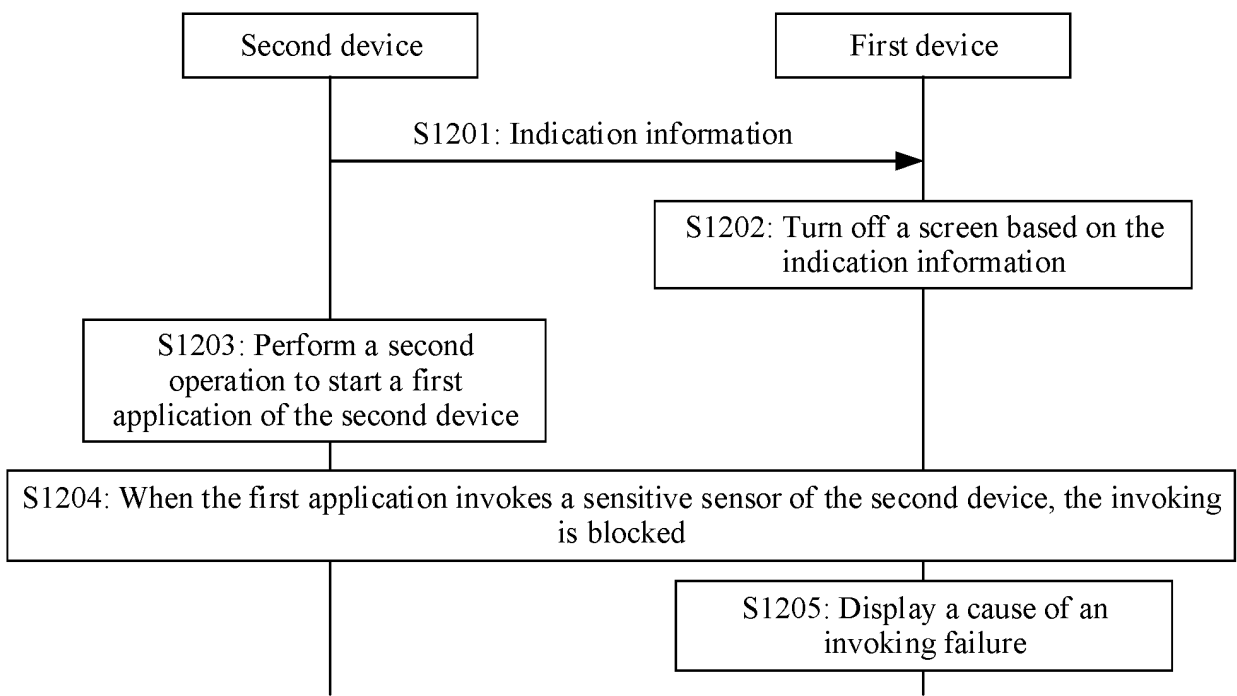 Second device
First device
S1201: Indication information
S1202: Turn off a screen based on the
indication information
S1203: Perform a second
operation to start a first
application of the second device
S1204: When the first application invokes a sensitive sensor of the second device, the invoking
is blocked
S1205: Display a cause of an
invoking failure